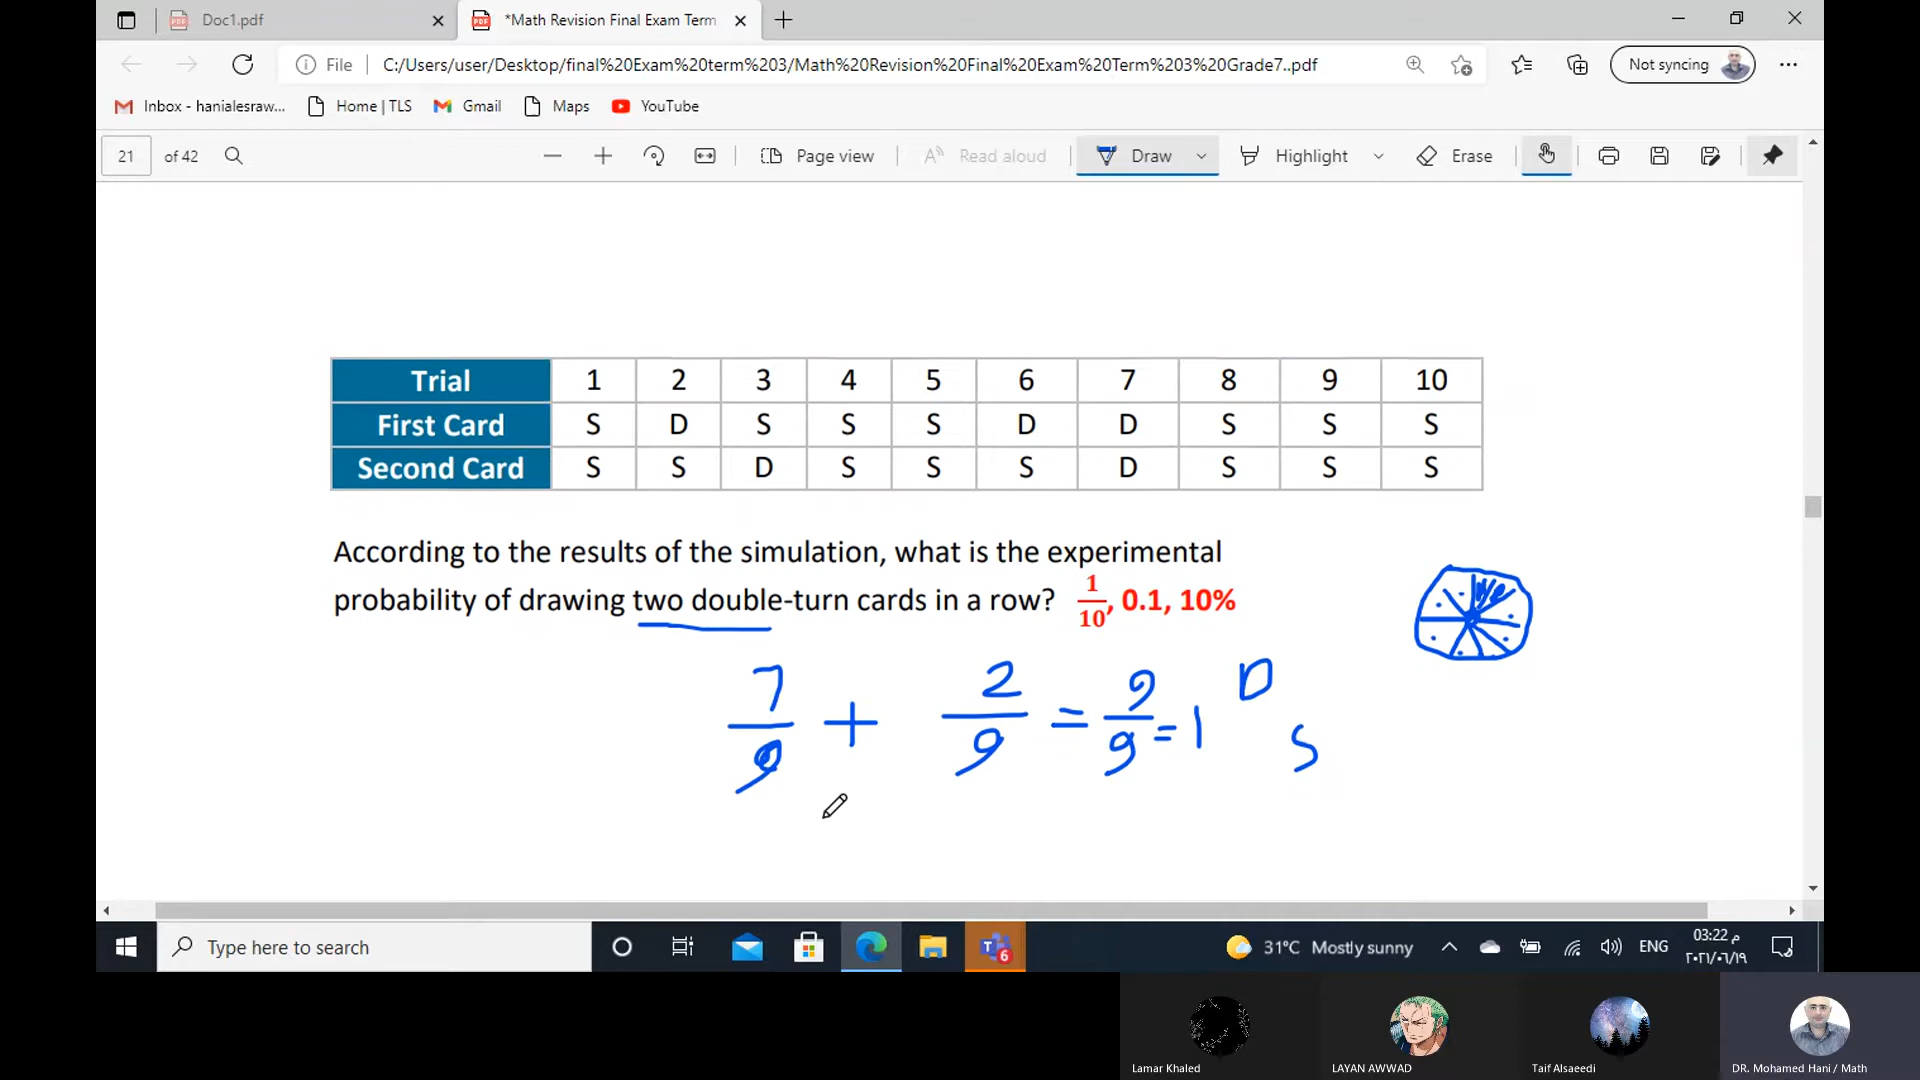 Doc1.pdf
*Math Revision Final Exam Term
File
C:/Users/user/Desktop/final%20Exam%20term%203/Math%20Revision%20Final%20Exam%20Term%203%20Grade7..pdf
Not syncing
Inbox - hanialesraw...
Home | TLS
Gmail
Maps
YouTube
21 of 42
Page view
Read aloud
Draw
Highlight
Erase
Trial 1 2 3 4 5 6 7 8 9 10
First Card S D S S S D D S S S
Second Card S S D S S S D S S S
According to the results of the simulation, what is the experimental
probability of drawing two double-turn cards in a row? 1/10, 0.1, 10%
7/9 + 2/9 = 9/9 = 1
D
S
Type here to search
6
31°C Mostly sunny
ENG
03:22 م
٢٠٢١/٠٦/١٩
Lamar Khaled
LAYAN AWWAD
Taif Alsaeedi
DR. Mohamed Hani / Math